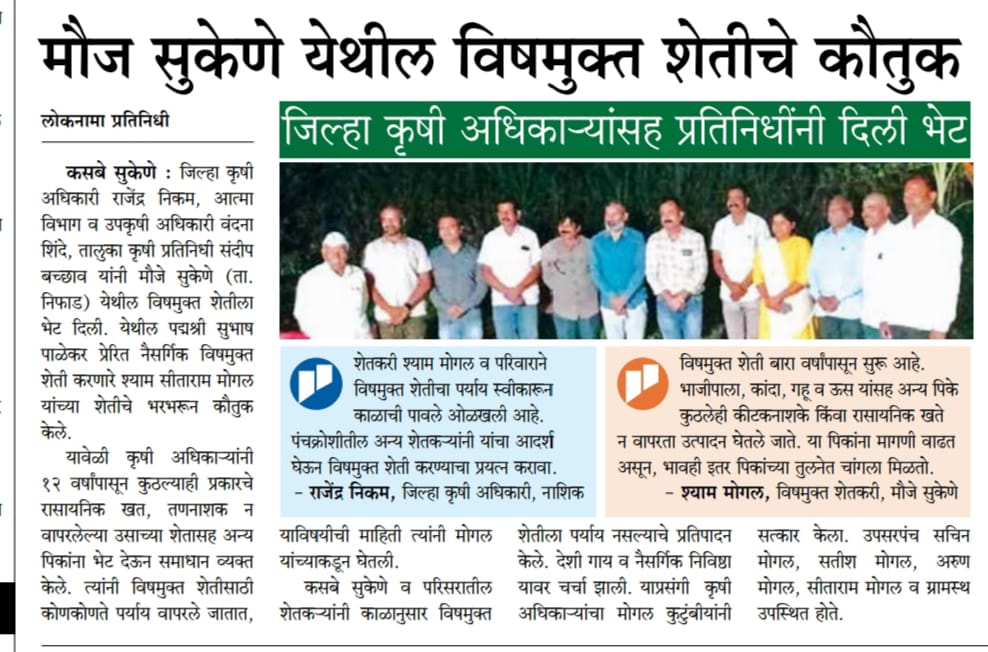 मौज सुकेणे येथील विषमुक्त शेतीचे कौतुक
जिल्हा कृषी अधिकाऱ्यांसह प्रतिनिधींनी दिली भेट
लोकनामा प्रतिनिधी
कसबे सुकेणे : जिल्हा कृषी
अधिकारी राजेंद्र निकम, आत्मा
विभाग व उपकृषी अधिकारी वंदना
शिंदे, तालुका कृषी प्रतिनिधी संदीप
बच्छाव यांनी मौजे सुकेणे (ता.
निफाड) येथील विषमुक्त शेतीला
भेट दिली. येथील पद्मश्री सुभाष
पाळेकर प्रेरित नैसर्गिक विषमुक्त
शेती करणारे श्याम सीताराम मोगल
यांच्या शेतीचे भरभरून कौतुक
केले.
यावेळी कृषी अधिकाऱ्यांनी
१२ वर्षांपासून कुठल्याही प्रकारचे
रासायनिक खत, तणनाशक न
वापरलेल्या उसाच्या शेतासह अन्य
पिकांना भेट देऊन समाधान व्यक्त
केले. त्यांनी विषमुक्त शेतीसाठी
कोणकोणते पर्याय वापरले जातात,
शेतकरी श्याम मोगल व परिवाराने
विषमुक्त शेतीचा पर्याय स्वीकारून
काळाची पावले ओळखली आहे.
पंचक्रोशीतील अन्य शेतकऱ्यांनी यांचा आदर्श
घेऊन विषमुक्त शेती करण्याचा प्रयत्न करावा.
– राजेंद्र निकम, जिल्हा कृषी अधिकारी, नाशिक
विषमुक्त शेती बारा वर्षांपासून सुरू आहे.
भाजीपाला, कांदा, गहू व ऊस यांसह अन्य पिके
कुठलेही कीटकनाशके किंवा रासायनिक खते
न वापरता उत्पादन घेतले जाते. या पिकांना मागणी वाढत
असून, भावही इतर पिकांच्या तुलनेत चांगला मिळतो.
– श्याम मोगल, विषमुक्त शेतकरी, मौजे सुकेणे
याविषयीची माहिती त्यांनी मोगल
यांच्याकडून घेतली.
कसबे सुकेणे व परिसरातील
शेतकऱ्यांनी काळानुसार विषमुक्त
शेतीला पर्याय नसल्याचे प्रतिपादन
केले. देशी गाय व नैसर्गिक निविष्ठा
यावर चर्चा झाली. याप्रसंगी कृषी
अधिकाऱ्यांचा मोगल कुटुंबीयांनी
सत्कार केला. उपसरपंच सचिन
मोगल, सतीश मोगल, अरुण
मोगल, सीताराम मोगल व ग्रामस्थ
उपस्थित होते.